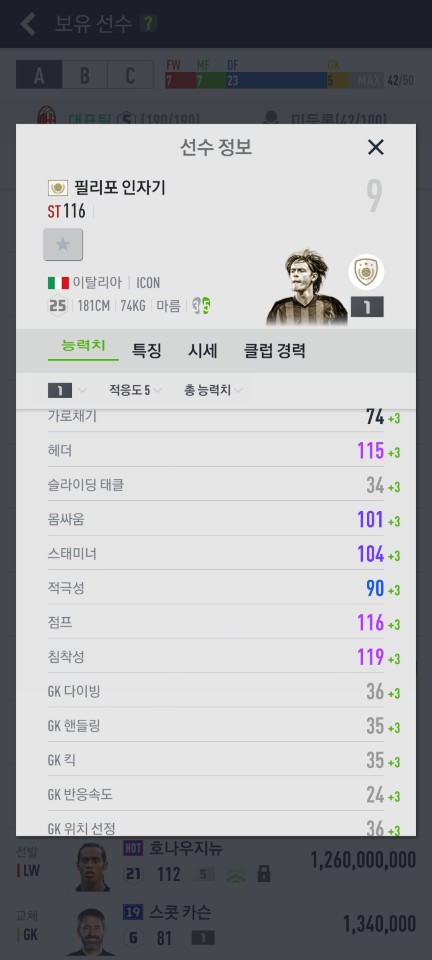 보유 선수 ?
A B C FW 7 MF 7 DF 23 GK 5 MAX 42/50
대표팀 S (190/190) 미등록(42/100)
선수 정보
필리포 인자기 9
ST 116
이탈리아 | ICON
25 | 181CM | 74KG | 마름 | 3 5 1
능력치 특징 시세 클럽 경력
1 적응도 5 총 능력치
가로채기 74 +3
헤더 115 +3
슬라이딩 태클 34 +3
몸싸움 101 +3
스태미너 104 +3
적극성 90 +3
점프 116 +3
침착성 119 +3
GK 다이빙 36 +3
GK 핸들링 35 +3
GK 킥 35 +3
GK 반응속도 24 +3
GK 위치 선정 36 +3
선발 HOT 호나우지뉴
LW 21 112 5 1,260,000,000
교체 19 스콧 카슨
GK 6 81 1 1,340,000